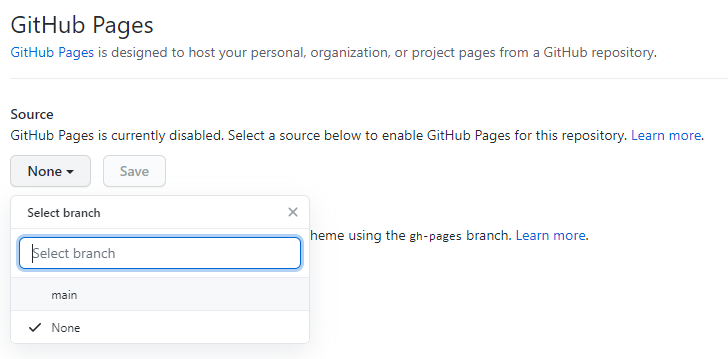 GitHub Pages
GitHub Pages is designed to host your personal, organization, or project pages from a GitHub repository.
Source
GitHub Pages is currently disabled. Select a source below to enable GitHub Pages for this repository. Learn more.
None
Save
Select branch
heme using the gh-pages branch. Learn more.
Select branch
main
None